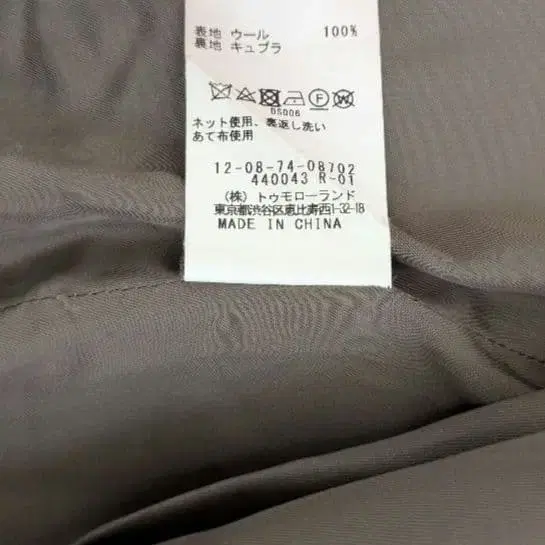 表地 ウール 100%
裏地 キュプラ
DS006
ネット使用、裏返し洗い
あて布使用
12-08-74-08702
440043 R-01
(株) トゥモローランド
東京都渋谷区恵比寿西1-32-18
MADE IN CHINA